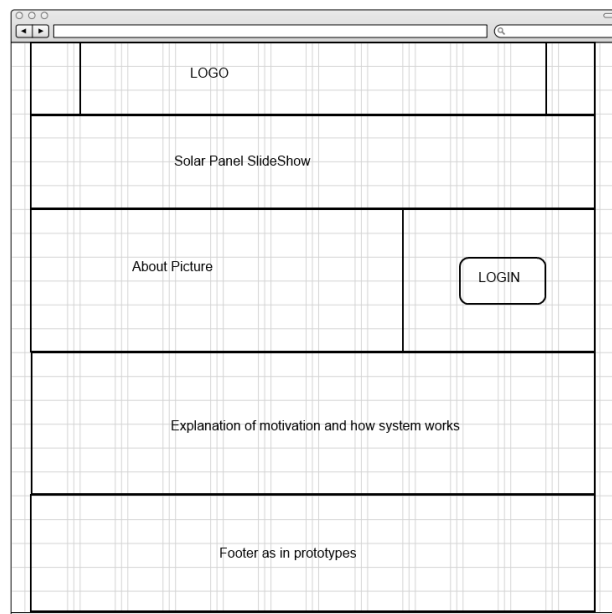 LOGO
Solar Panel SlideShow
About Picture
LOGIN
Explanation of motivation and how system works
Footer as in prototypes